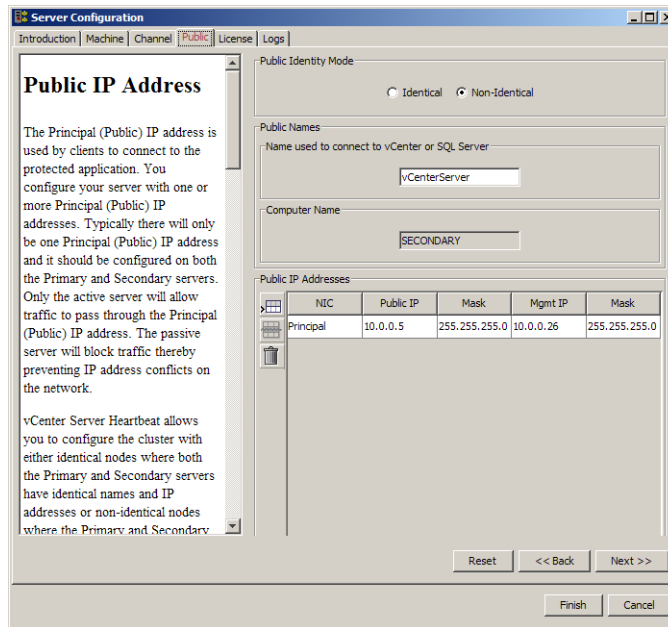 Server Configuration
Introduction Machine Channel Public License Logs
Public IP Address
The Principal (Public) IP address is
used by clients to connect to the
protected application. You
configure your server with one or
more Principal (Public) IP
addresses. Typically there will only
be one Principal (Public) IP address
and it should be configured on both
the Primary and Secondary servers.
Only the active server will allow
traffic to pass through the Principal
(Public) IP address. The passive
server will block traffic thereby
preventing IP address conflicts on
the network.
vCenter Server Heartbeat allows
you to configure the cluster with
either identical nodes where both
the Primary and Secondary servers
have identical names and IP
addresses or non-identical nodes
where the Primary and Secondary
Public Identity Mode
Identical Non-Identical
Public Names
Name used to connect to vCenter or SQL Server
vCenterServer
Computer Name
SECONDARY
Public IP Addresses
NIC Public IP Mask Mgmt IP Mask
Principal 10.0.0.5 255.255.255.0 10.0.0.26 255.255.255.0
Reset << Back Next >>
Finish Cancel